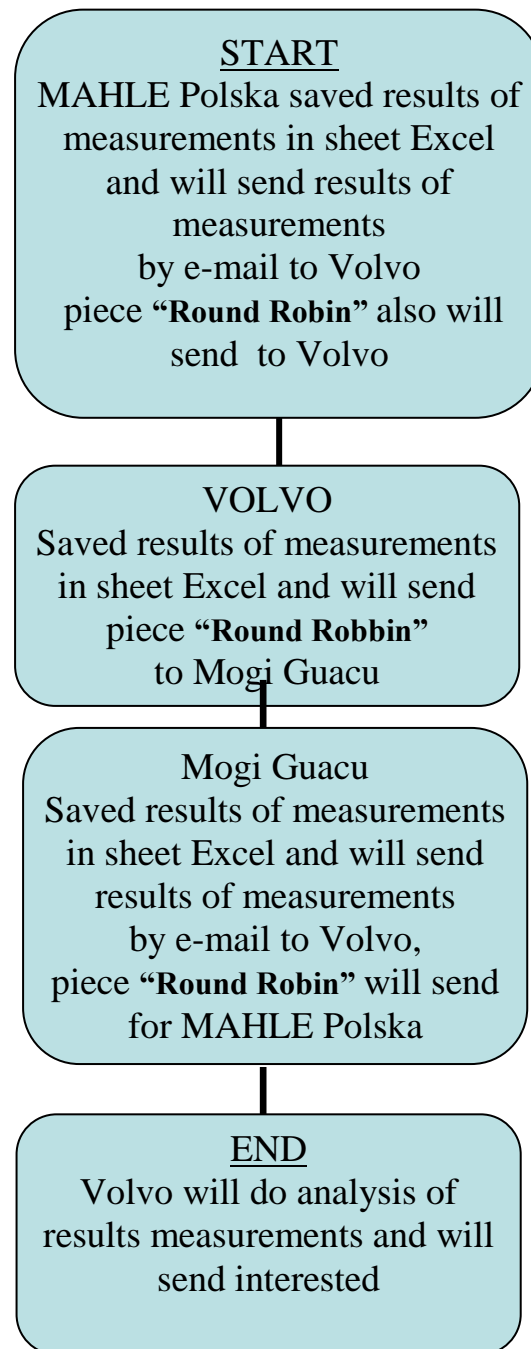 START
MAHLE Polska saved results of
measurements in sheet Excel
and will send results of
measurements
by e-mail to Volvo
piece “Round Robin” also will
send to Volvo
VOLVO
Saved results of measurements
in sheet Excel and will send
piece “Round Robbin”
to Mogi Guacu
Mogi Guacu
Saved results of measurements
in sheet Excel and will send
results of measurements
by e-mail to Volvo,
piece “Round Robin” will send
for MAHLE Polska
END
Volvo will do analysis of
results measurements and will
send interested